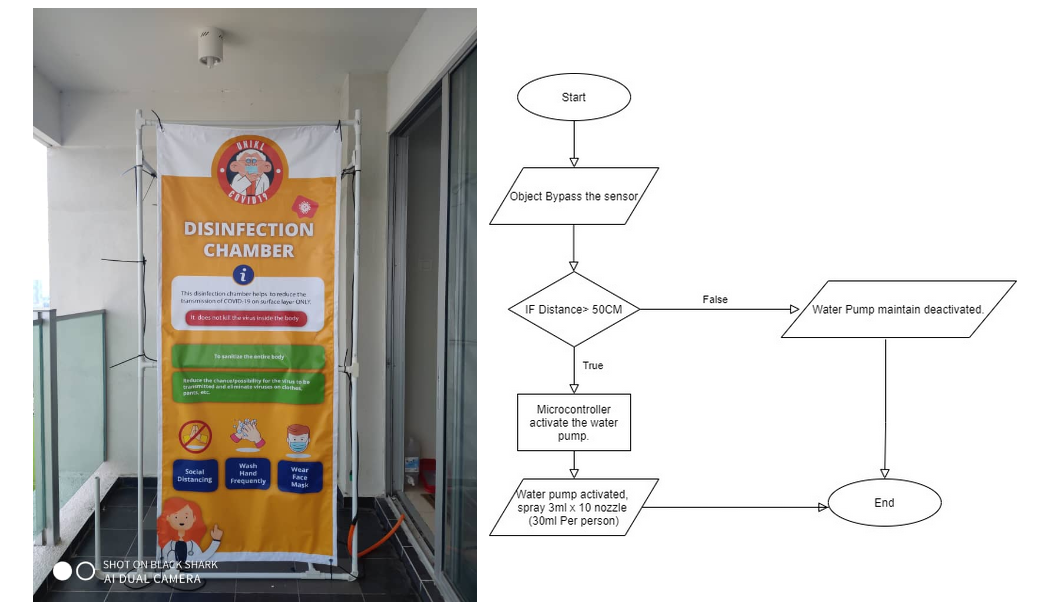 UNIKL
COVID19
DISINFECTION
CHAMBER
i
This disinfection chamber helps to reduce the
transmission of COVID-19 on surface layer ONLY.
It does not kill the virus inside the body
To sanitise the entire body
Reduce the chance/possibility for the virus to be
transmitted and eliminate viruses on clothes,
pants, etc.
Social
Distancing
Wash
Hand
Frequently
Wear
Face
Mask
SHOT ON BLACK SHARK
AI DUAL CAMERA
Start
Object Bypass the sensor
IF Distance> 50CM
False
Water Pump maintain deactivated.
True
Microcontroller
activate the water
pump.
Water pump activated,
spray 3ml x 10 nozzle
(30ml Per person)
End